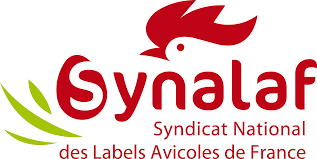 Synalaf
Syndicat National
des Labels Avicoles de France